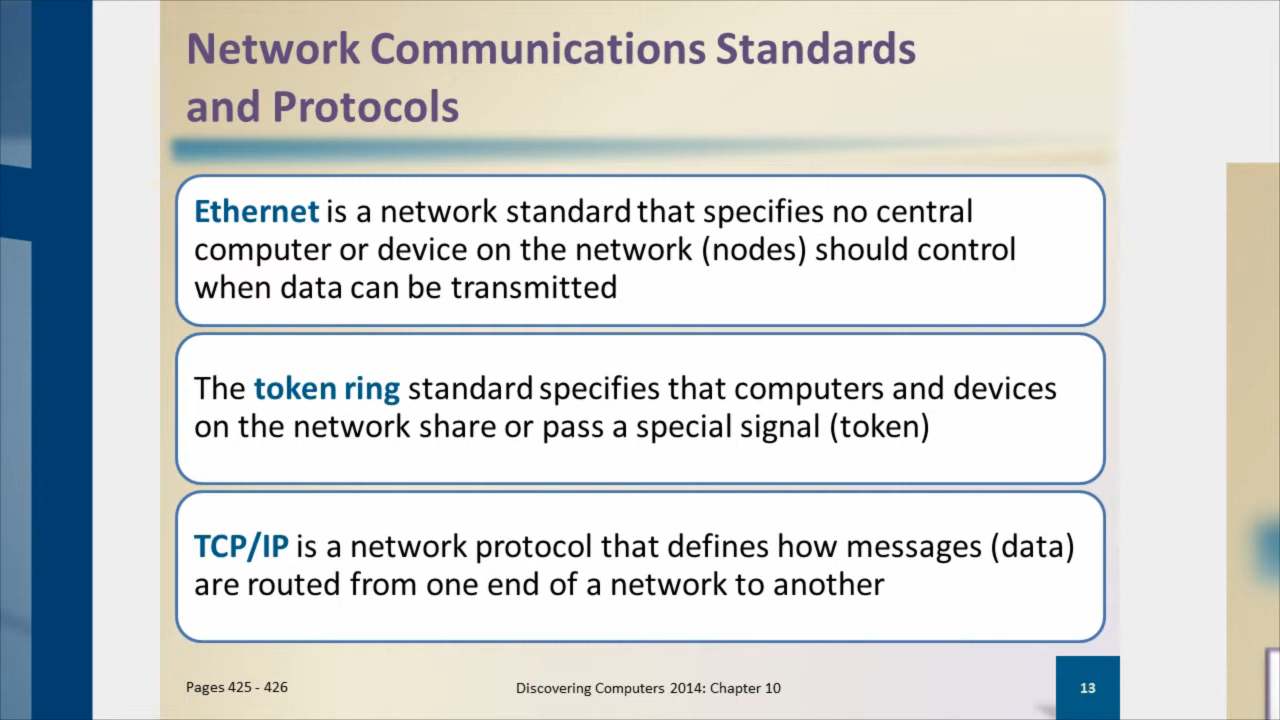 Network Communications Standards
and Protocols
Ethernet is a network standard that specifies no central
computer or device on the network (nodes) should control
when data can be transmitted
The token ring standard specifies that computers and devices
on the network share or pass a special signal (token)
TCP/IP is a network protocol that defines how messages (data)
are routed from one end of a network to another
Pages 425 - 426
Discovering Computers 2014: Chapter 10
13